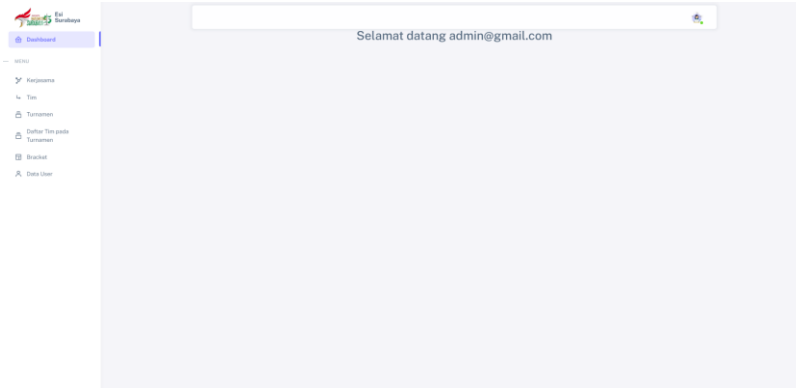 Esi
Surabaya
Dashboard
MENU
Kerjasama
Tim
Turnamen
Daftar Tim pada
Turnamen
Bracket
Data User
Selamat datang admin@gmail.com